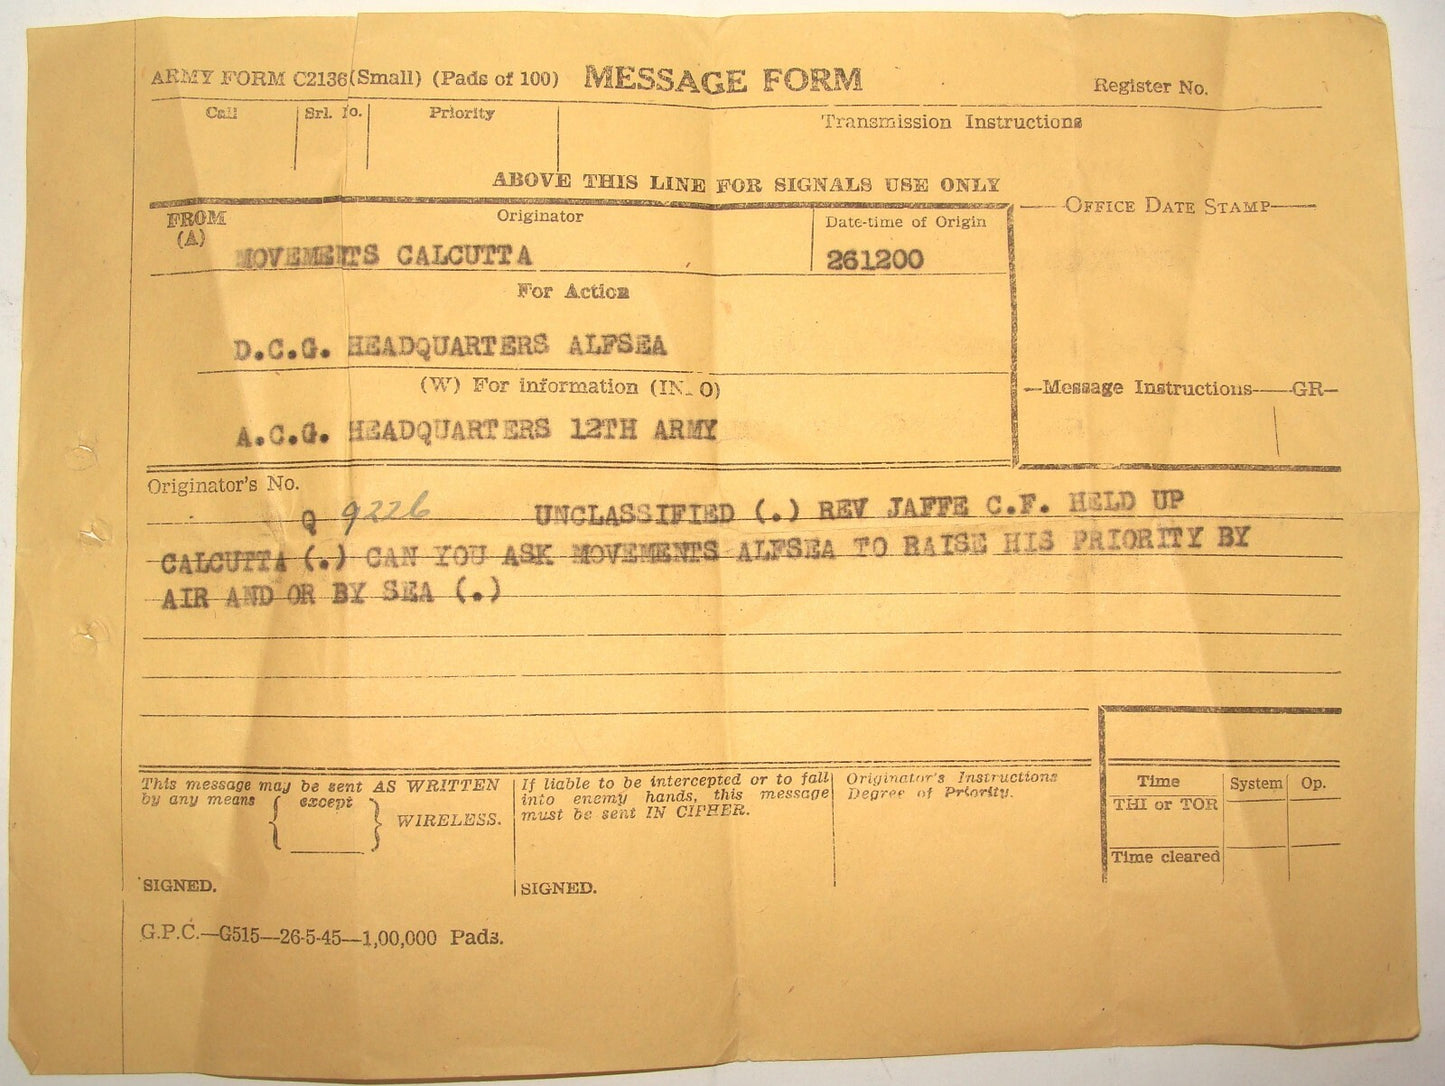 ARMY FORM C2136 (Small) (Pads of 100) MESSAGE FORM Register No.
Call Srl. No. Priority Transmission Instructions
ABOVE THIS LINE FOR SIGNALS USE ONLY
FROM (A) Originator Date-time of Origin OFFICE DATE STAMP
MOVEMENTS CALCUTTA 261200
For Action
D.C.G. HEADQUARTERS ALFSEA
(W) For information (INFO) Message Instructions GR
A.C.G. HEADQUARTERS 12TH ARMY
Originator's No.
Q 9226 UNCLASSIFIED (.) REV JAFFE C.F. HELD UP
CALCUTTA (.) CAN YOU ASK MOVEMENTS ALFSEA TO RAISE HIS PRIORITY BY
AIR AND OR BY SEA (.)
This message may be sent AS WRITTEN
by any means { except } WIRELESS.
SIGNED.
If liable to be intercepted or to fall
into enemy hands, this message
must be sent IN CIPHER.
SIGNED.
Originator's Instructions
Degree of Priority.
Time System Op.
THI or TOR
Time cleared
G.P.C.—G515—26-5-45—1,00,000 Pads.